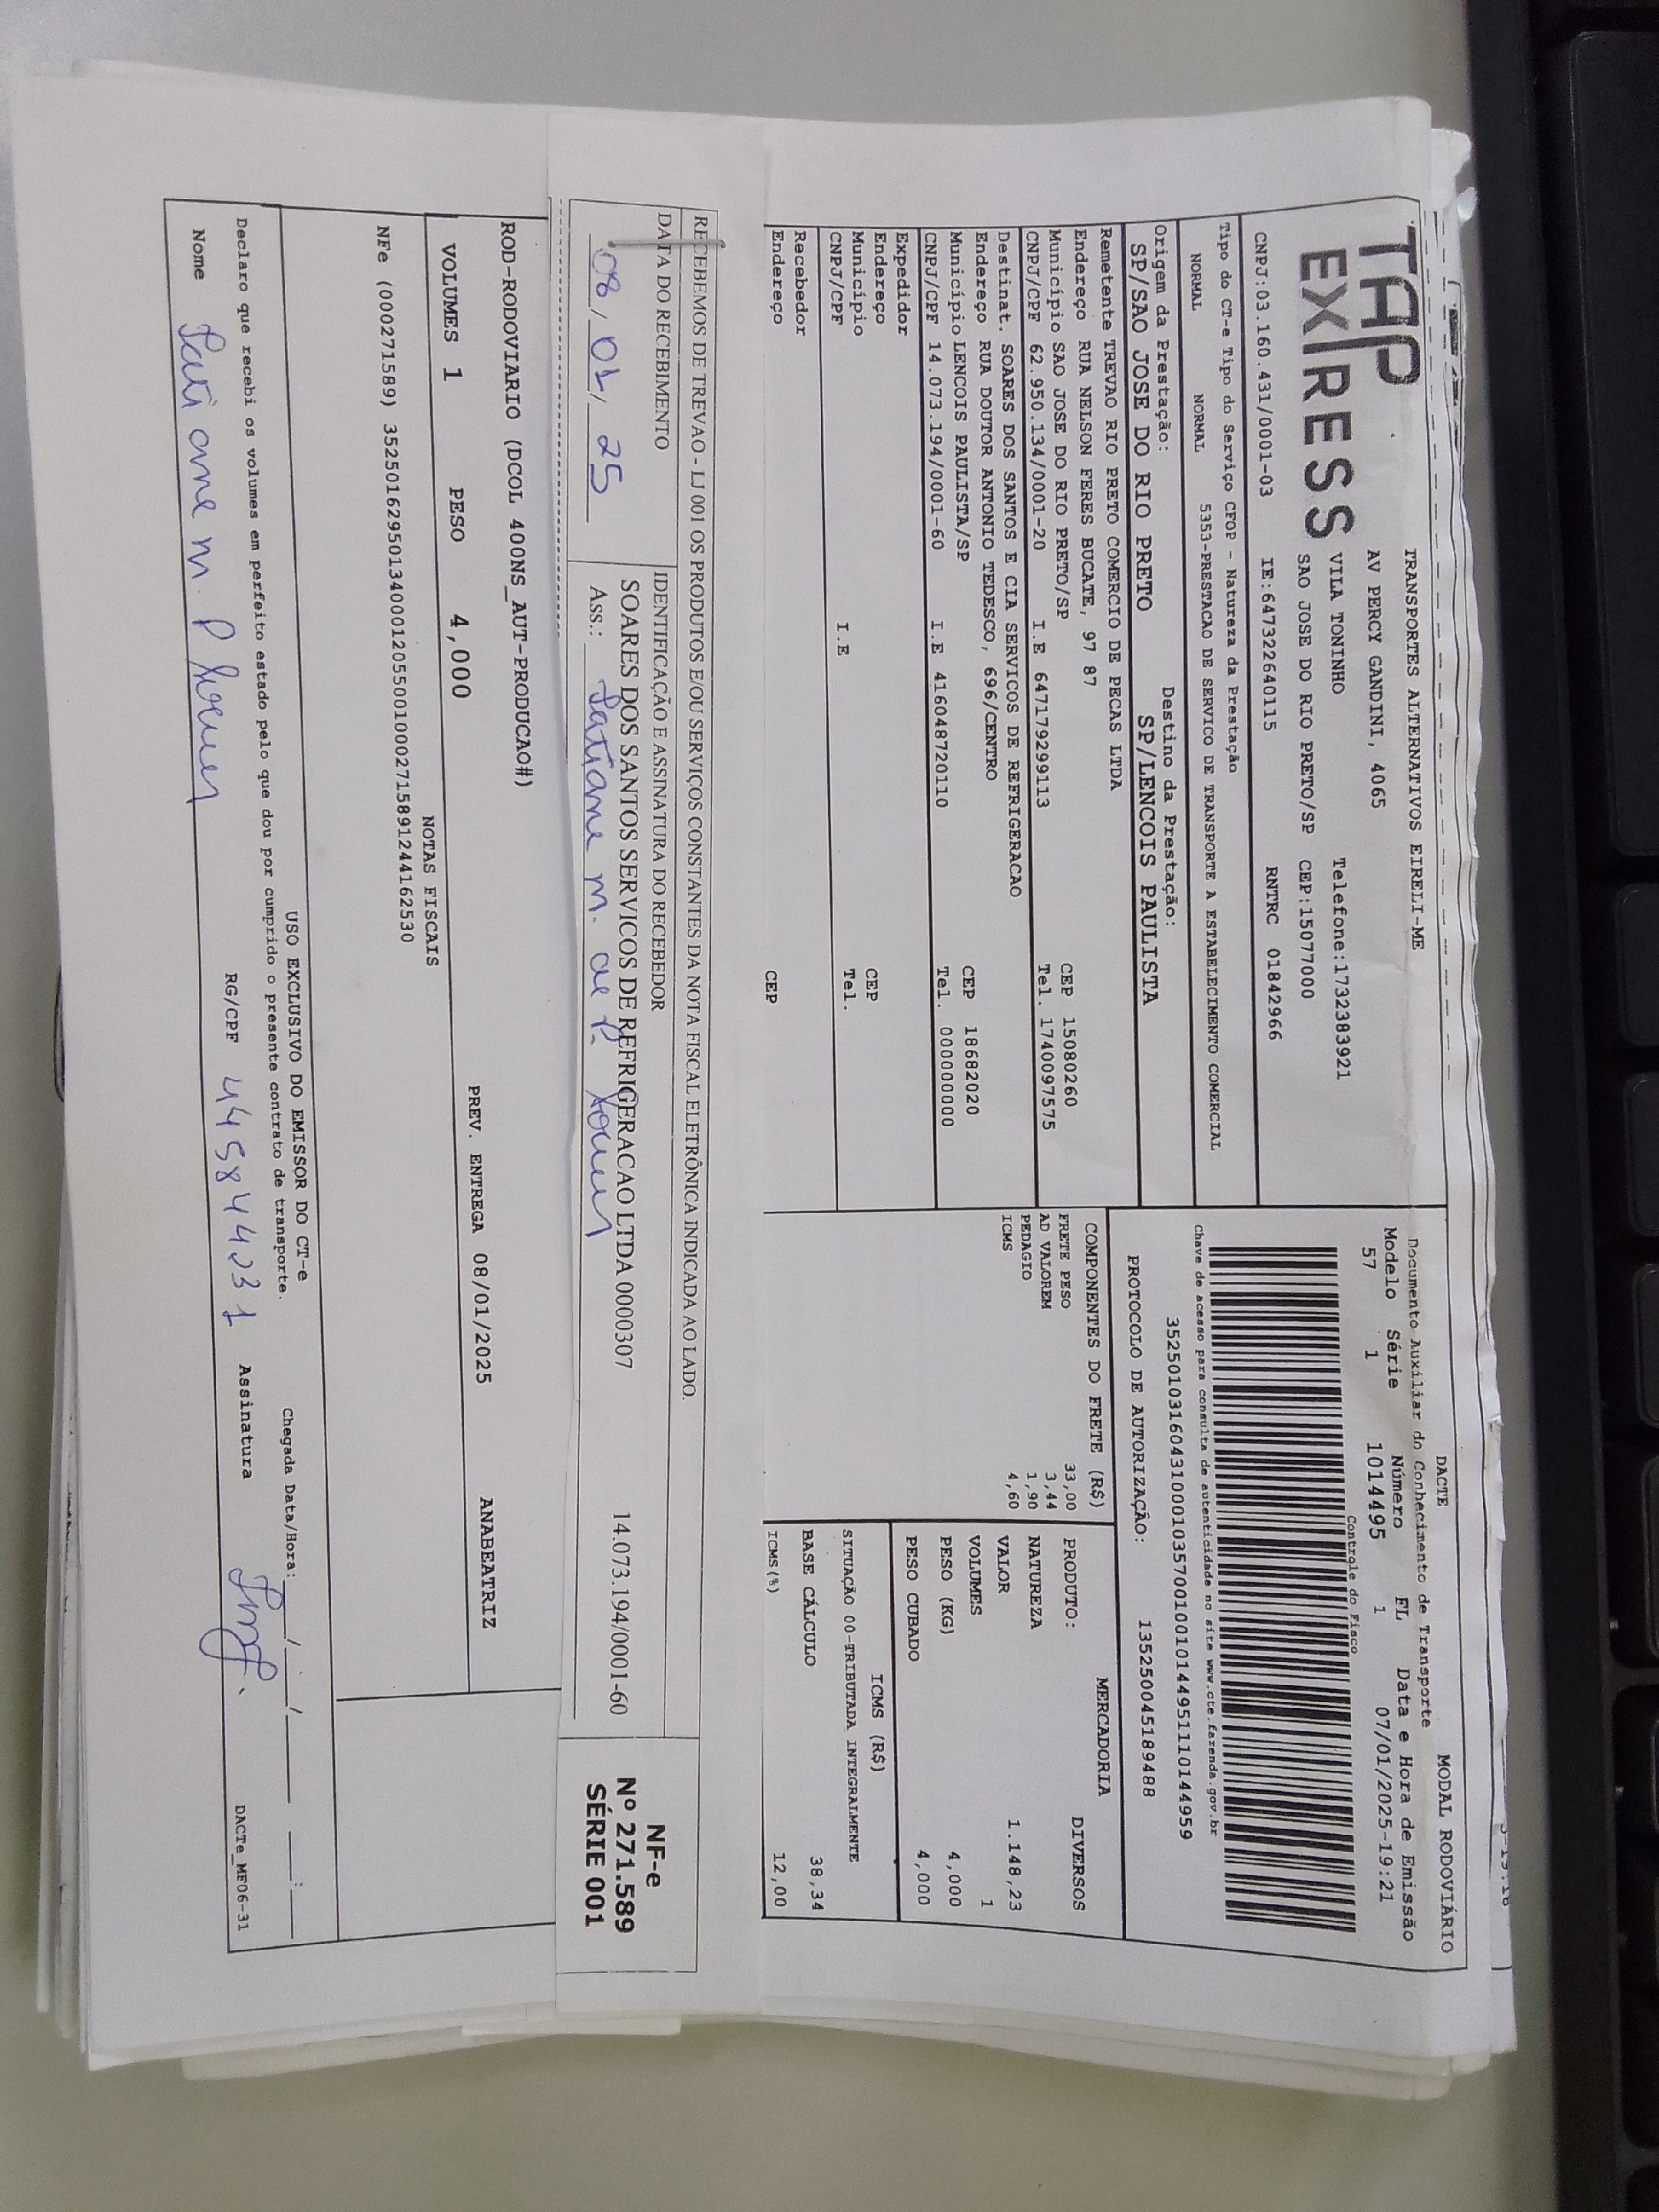 TAP
EXPRESS
TRANSPORTES ALTERNATIVOS EIRELI-ME
AV PERCY GANDINI, 4065
VILA TONINHO Telefone:1732383921
SAO JOSE DO RIO PRETO/SP CEP:15077000
CNPJ:03.160.431/0001-03 IE:647322640115 RNTRC 01842966
Tipo do CT-e Tipo do Serviço CFOP - Natureza da Prestação
NORMAL NORMAL 5353-PRESTACAO DE SERVICO DE TRANSPORTE A ESTABELECIMENTO COMERCIAL
Origem da Prestação: Destino da Prestação:
SP/SAO JOSE DO RIO PRETO SP/LENCOIS PAULISTA
Remetente TREVAO RIO PRETO COMERCIO DE PECAS LTDA
Endereço RUA NELSON FERES BUCATE, 97 87 CEP 15080260
Município SAO JOSE DO RIO PRETO/SP Tel. 1740097575
CNPJ/CPF 62.950.134/0001-20 I.E 647179299113
Destinat. SOARES DOS SANTOS E CIA SERVICOS DE REFRIGERACAO
Endereço RUA DOUTOR ANTONIO TEDESCO, 696/CENTRO CEP 18682020
Município LENCOIS PAULISTA/SP Tel. 000000000
CNPJ/CPF 14.073.194/0001-60 I.E 416048720110
Expedidor
Endereço CEP
Município Tel.
CNPJ/CPF I.E
Recebedor
Endereço CEP
DACTE MODAL RODOVIÁRIO
Documento Auxiliar do Conhecimento de Transporte
Modelo Série Número FL Data e Hora de Emissão
57 1 1014495 1 07/01/2025-19:21
Controle do Fisco
Chave de acesso para consulta de autenticidade no site www.cte.fazenda.gov.br
35250103160431000103570010010144951110144959
PROTOCOLO DE AUTORIZAÇÃO: 135250045189488
COMPONENTES DO FRETE (R$)
FRETE PESO 33,00
AD VALOREM 3,44
PEDAGIO 1,90
ICMS 4,60
MERCADORIA
PRODUTO: DIVERSOS
NATUREZA
VALOR 1.148,23
VOLUMES 1
PESO (KG) 4,000
PESO CUBADO 4,000
ICMS (R$)
SITUAÇÃO 00-TRIBUTADA INTEGRALMENTE
BASE CÁLCULO 38,34
ICMS(%) 12,00
RECEBEMOS DE TREVAO - LJ 001 OS PRODUTOS E/OU SERVIÇOS CONSTANTES DA NOTA FISCAL ELETRÔNICA INDICADA AO LADO.
DATA DO RECEBIMENTO IDENTIFICAÇÃO E ASSINATURA DO RECEBEDOR
SOARES DOS SANTOS SERVICOS DE REFRIGERACAO LTDA 0000307 14.073.194/0001-60
08/01/25 Ass.: Tatiane M. de P.
NF-e
Nº 271.589
SÉRIE 001
ROD-RODOVIARIO (DCOL 400NS_AUT-PRODUCAO#)
VOLUMES 1 PESO 4,000 PREV. ENTREGA 08/01/2025 ANABEATRIZ
NOTAS FISCAIS
NFe (000271589) 35250162950134000120550010002715891244162530
USO EXCLUSIVO DO EMISSOR DO CT-e
Declaro que recebi os volumes em perfeito estado pelo que dou por cumprido o presente contrato de transporte. Chegada Data/Hora: __/__/__ __:__
Nome Tatiane M. P RG/CPF 445844031 Assinatura
DACTe_MF06-31